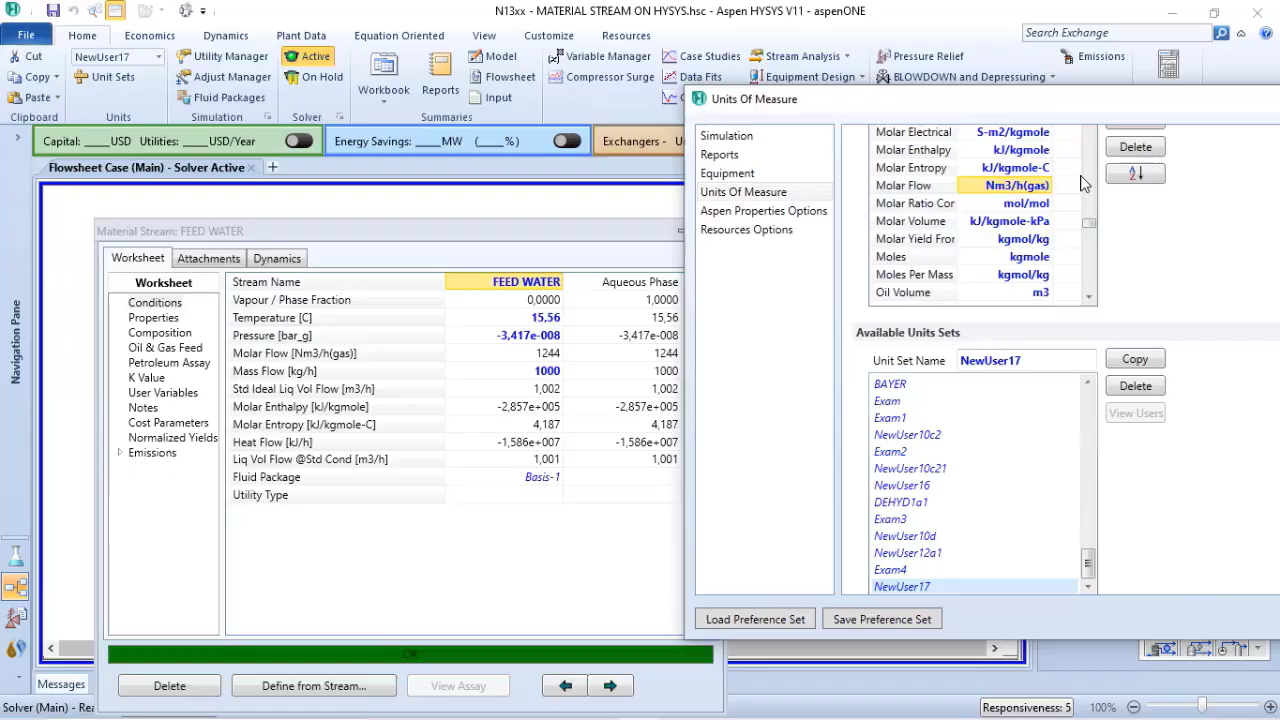 N13xx - MATERIAL STREAM ON HYSYS.hsc - Aspen HYSYS V11 - aspenONE
File Home Economics Dynamics Plant Data Equation Oriented View Customize Resources Search Exchange
Cut NewUser17 Utility Manager Active Model Variable Manager Case Studies Stream Analysis Pressure Relief Emissions
Copy Unit Sets Adjust Manager On Hold Workbook Reports Flowsheet Compressor Surge Data Fits Equipment Design BLOWDOWN and Depressuring
Paste Fluid Packages Input
Clipboard Units Simulation Solver Summaries
Capital: ____USD Utilities: ____USD/Year Energy Savings: ____MW (____%) Exchangers - U
Flowsheet Case (Main) - Solver Active
Navigation Pane
Material Stream: FEED WATER
Worksheet Attachments Dynamics
Worksheet
Conditions
Properties
Composition
Oil & Gas Feed
Petroleum Assay
K Value
User Variables
Notes
Cost Parameters
Normalized Yields
Emissions
Stream Name FEED WATER Aqueous Phase
Vapour / Phase Fraction 0,0000 1,0000
Temperature [C] 15,56 15,56
Pressure [bar_g] -3,417e-008 -3,417e-008
Molar Flow [Nm3/h(gas)] 1244 1244
Mass Flow [kg/h] 1000 1000
Std Ideal Liq Vol Flow [m3/h] 1,002 1,002
Molar Enthalpy [kJ/kgmole] -2,857e+005 -2,857e+005
Molar Entropy [kJ/kgmole-C] 4,187 4,187
Heat Flow [kJ/h] -1,586e+007 -1,586e+007
Liq Vol Flow @Std Cond [m3/h] 1,001 1,001
Fluid Package Basis-1
Utility Type
OK
Delete Define from Stream... View Assay
Units Of Measure
Simulation
Reports
Equipment
Units Of Measure
Aspen Properties Options
Resources Options
Molar Electrical S-m2/kgmole
Molar Enthalpy kJ/kgmole
Molar Entropy kJ/kgmole-C
Molar Flow Nm3/h(gas)
Molar Ratio Cor mol/mol
Molar Volume kJ/kgmole-kPa
Molar Yield Fror kgmol/kg
Moles kgmole
Moles Per Mass kgmol/kg
Oil Volume m3
Delete
Available Units Sets
Unit Set Name NewUser17
Copy
Delete
View Users
BAYER
Exam
Exam1
NewUser10c2
Exam2
NewUser10c21
NewUser16
DEHYD1a1
Exam3
NewUser10d
NewUser12a1
Exam4
NewUser17
Load Preference Set Save Preference Set
Messages
Solver (Main) - Rea
Responsiveness: 5 100%